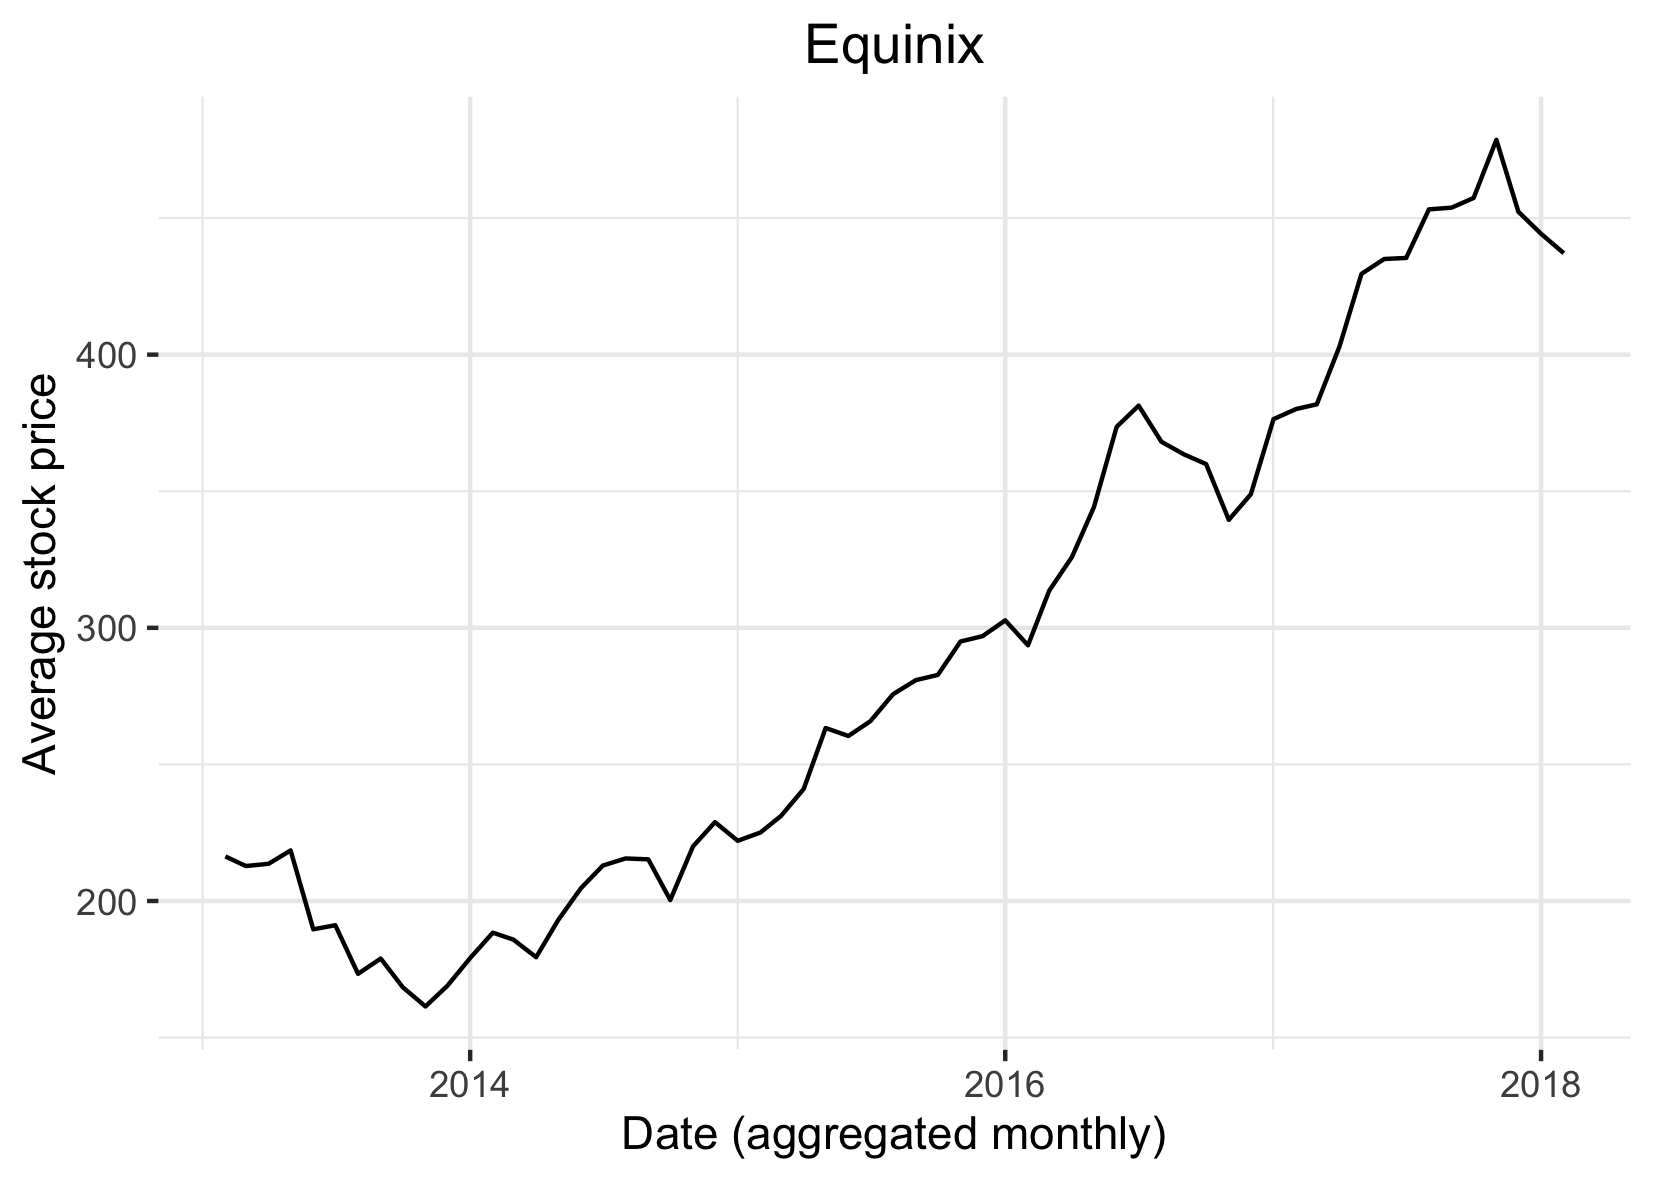 Equinix
Average stock price
400
300
200
2014
2016
2018
Date (aggregated monthly)